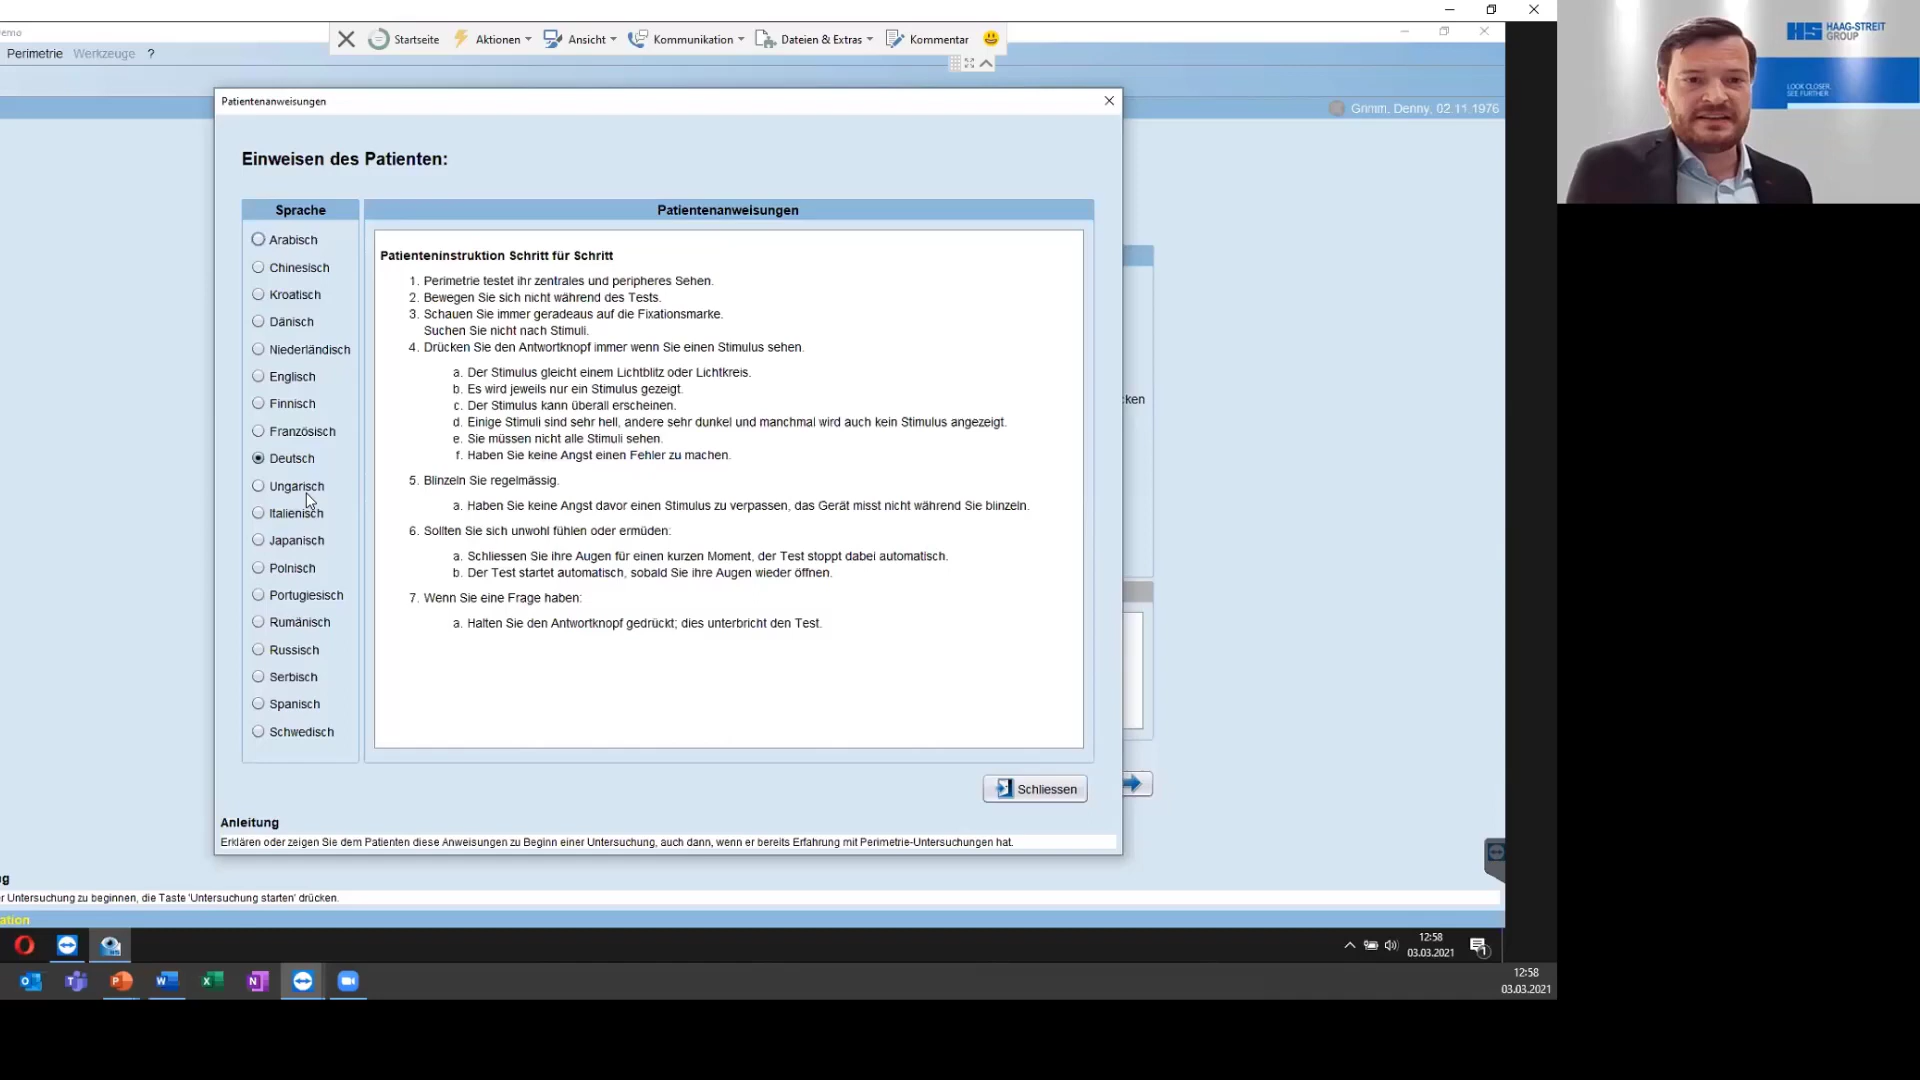 emo
Startseite
Aktionen
Ansicht
Kommunikation
Dateien & Extras
Kommentar
Perimetrie Werkzeuge ?
HS HAAG-STREIT
GROUP
LOOK CLOSER.
SEE FURTHER.
Patientenanweisungen
Grimm, Denny, 02.11.1976
Einweisen des Patienten:
Sprache
Arabisch
Chinesisch
Kroatisch
Dänisch
Niederländisch
Englisch
Finnisch
Französisch
Deutsch
Ungarisch
Italienisch
Japanisch
Polnisch
Portugiesisch
Rumänisch
Russisch
Serbisch
Spanisch
Schwedisch
Patientenanweisungen
Patienteninstruktion Schritt für Schritt
1. Perimetrie testet ihr zentrales und peripheres Sehen.
2. Bewegen Sie sich nicht während des Tests.
3. Schauen Sie immer geradeaus auf die Fixationsmarke.
Suchen Sie nicht nach Stimuli.
4. Drücken Sie den Antwortknopf immer wenn Sie einen Stimulus sehen.
a. Der Stimulus gleicht einem Lichtblitz oder Lichtkreis.
b. Es wird jeweils nur ein Stimulus gezeigt.
c. Der Stimulus kann überall erscheinen.
d. Einige Stimuli sind sehr hell, andere sehr dunkel und manchmal wird auch kein Stimulus angezeigt.
e. Sie müssen nicht alle Stimuli sehen.
f. Haben Sie keine Angst einen Fehler zu machen.
5. Blinzeln Sie regelmässig.
a. Haben Sie keine Angst davor einen Stimulus zu verpassen, das Gerät misst nicht während Sie blinzeln.
6. Sollten Sie sich unwohl fühlen oder ermüden:
a. Schliessen Sie ihre Augen für einen kurzen Moment, der Test stoppt dabei automatisch.
b. Der Test startet automatisch, sobald Sie ihre Augen wieder öffnen.
7. Wenn Sie eine Frage haben:
a. Halten Sie den Antwortknopf gedrückt; dies unterbricht den Test.
cken
Schliessen
Anleitung
Erklären oder zeigen Sie dem Patienten diese Anweisungen zu Beginn einer Untersuchung, auch dann, wenn er bereits Erfahrung mit Perimetrie-Untersuchungen hat.
g
r Untersuchung zu beginnen, die Taste 'Untersuchung starten' drücken.
ation
12:58
03.03.2021
1
12:58
03.03.2021